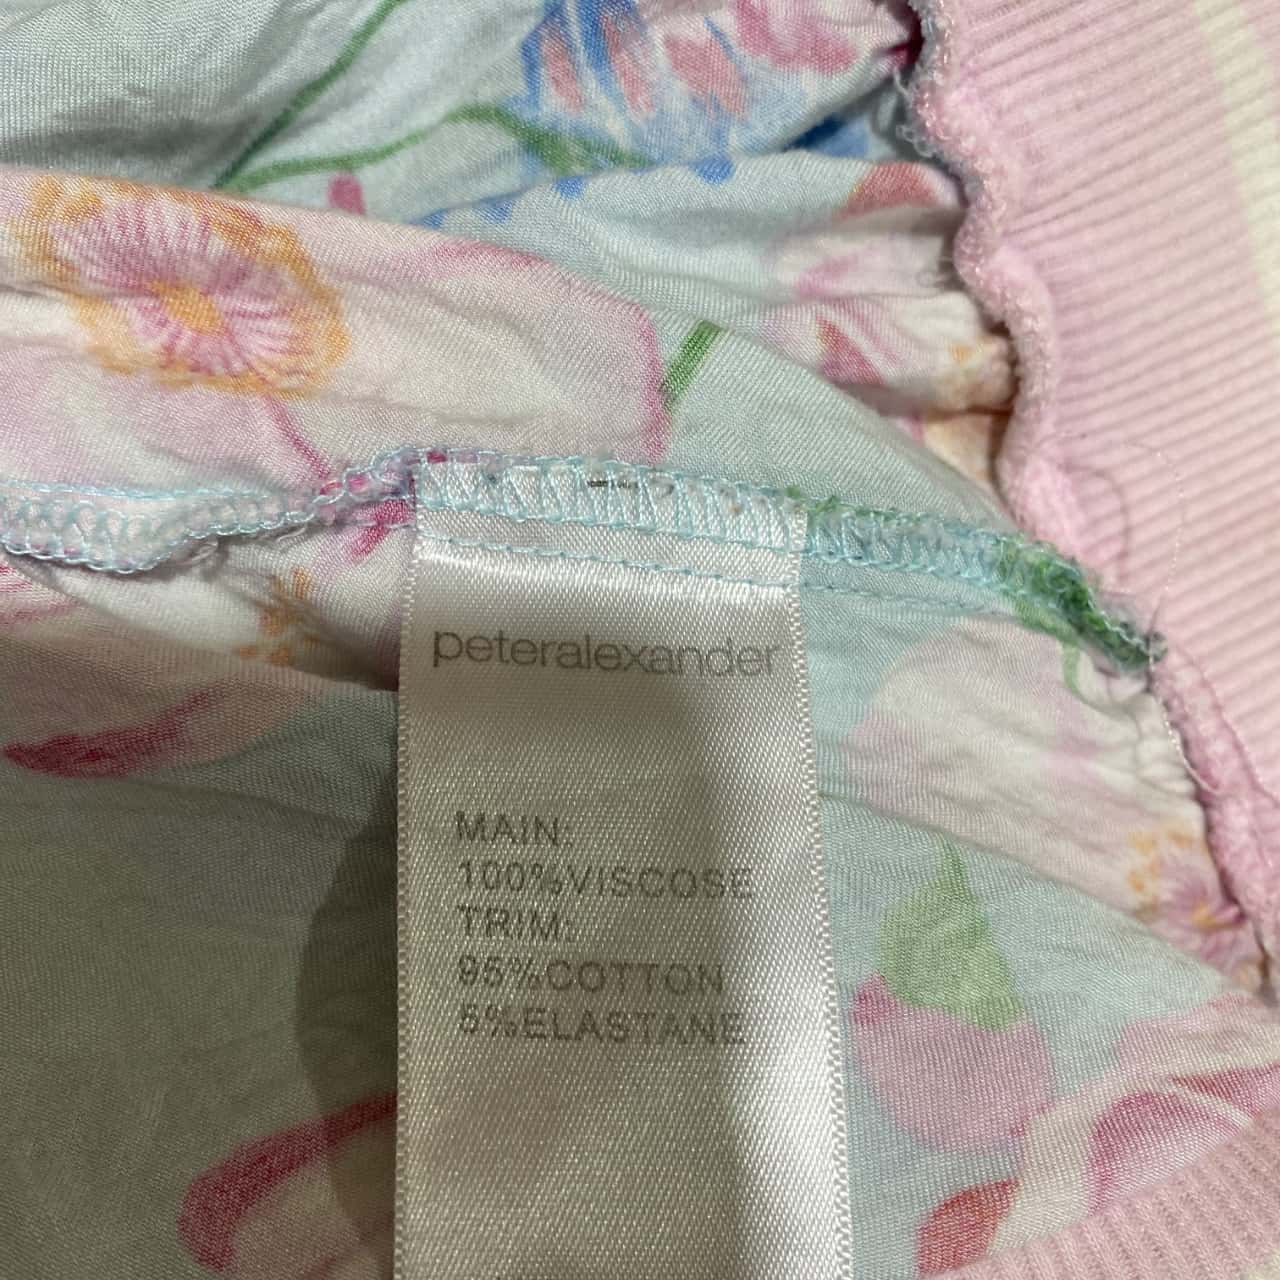 peteralexander
MAIN:
100%VISCOSE
TRIM:
95%COTTON
5%ELASTANE